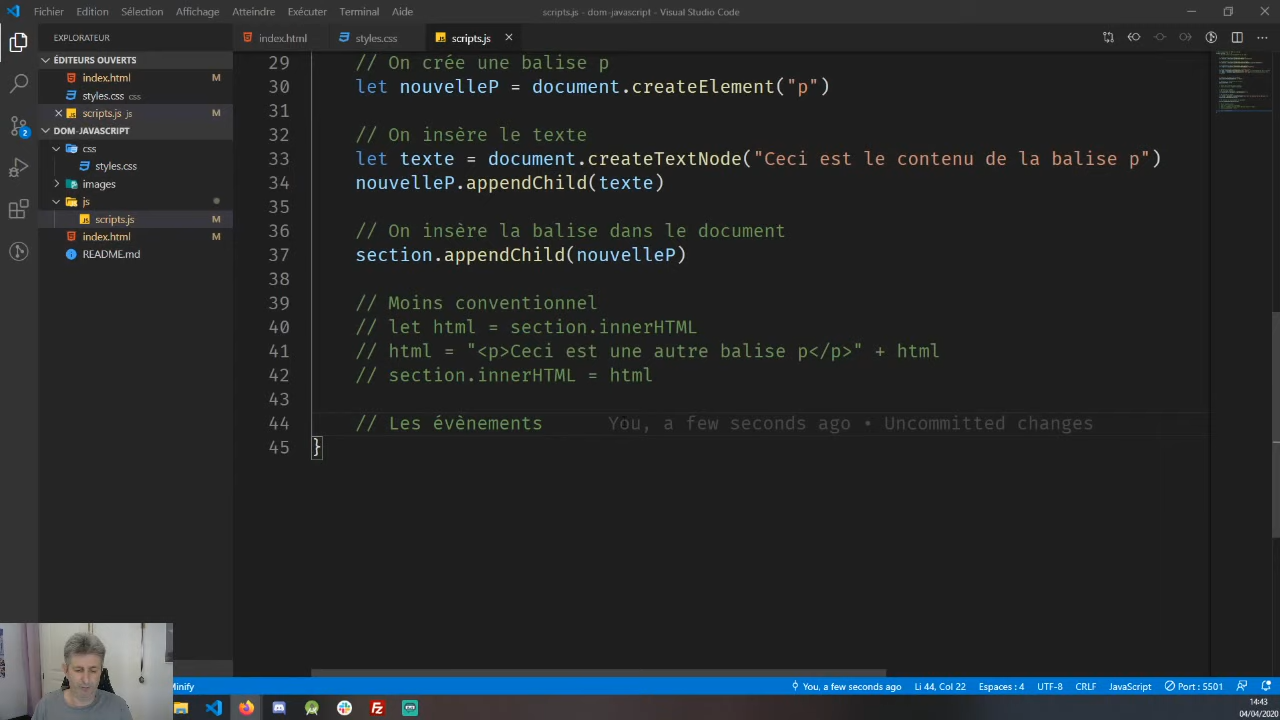 Fichier Edition Sélection Affichage Atteindre Exécuter Terminal Aide
scripts.js - dom-javascript - Visual Studio Code
EXPLORATEUR
index.html
styles.css
scripts.js
ÉDITEURS OUVERTS
index.html M
styles.css css
scripts.js js M
DOM-JAVASCRIPT
css
styles.css
images
js
scripts.js M
index.html M
README.md
2
29 // On crée une balise p
30 let nouvelleP = document.createElement("p")
31
32 // On insère le texte
33 let texte = document.createTextNode("Ceci est le contenu de la balise p")
34 nouvelleP.appendChild(texte)
35
36 // On insère la balise dans le document
37 section.appendChild(nouvelleP)
38
39 // Moins conventionnel
40 // let html = section.innerHTML
41 // html = "<p>Ceci est une autre balise p</p>" + html
42 // section.innerHTML = html
43
44 // Les évènements You, a few seconds ago • Uncommitted changes
45 }
Minify
You, a few seconds ago Li 44, Col 22 Espaces : 4 UTF-8 CRLF JavaScript Port : 5501
14:43
04/04/2020